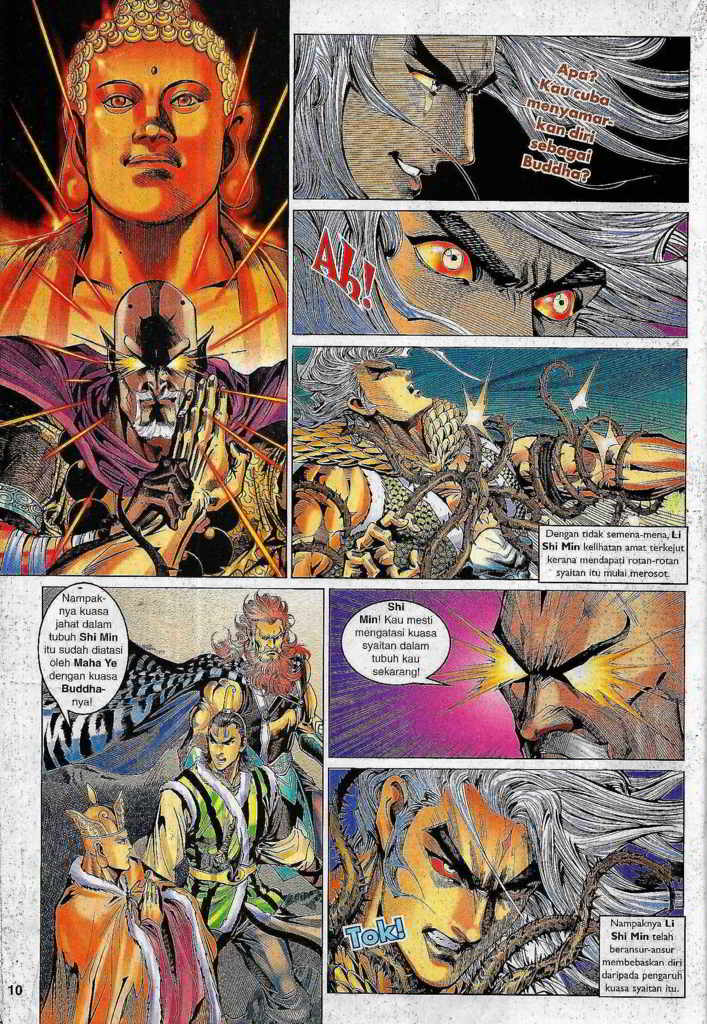 Apa?
Kau cuba
menyamar-
kan diri
sebagai
Buddha?
Ah!
Dengan tidak semena-mena, Li
Shi Min kelihatan amat terkejut
kerana mendapati rotan-rotan
syaitan itu mulai merosot.
Nampak-
nya kuasa
jahat dalam
tubuh Shi Min
itu sudah diatasi
oleh Maha Ye
dengan kuasa
Buddha-
nya!
Shi
Min! Kau mesti
mengatasi kuasa
syaitan dalam
tubuh kau
sekarang!
Tok!
Nampaknya Li
Shi Min telah
beransur-ansur
membebaskan diri
daripada pengaruh
kuasa syaitan itu.
10